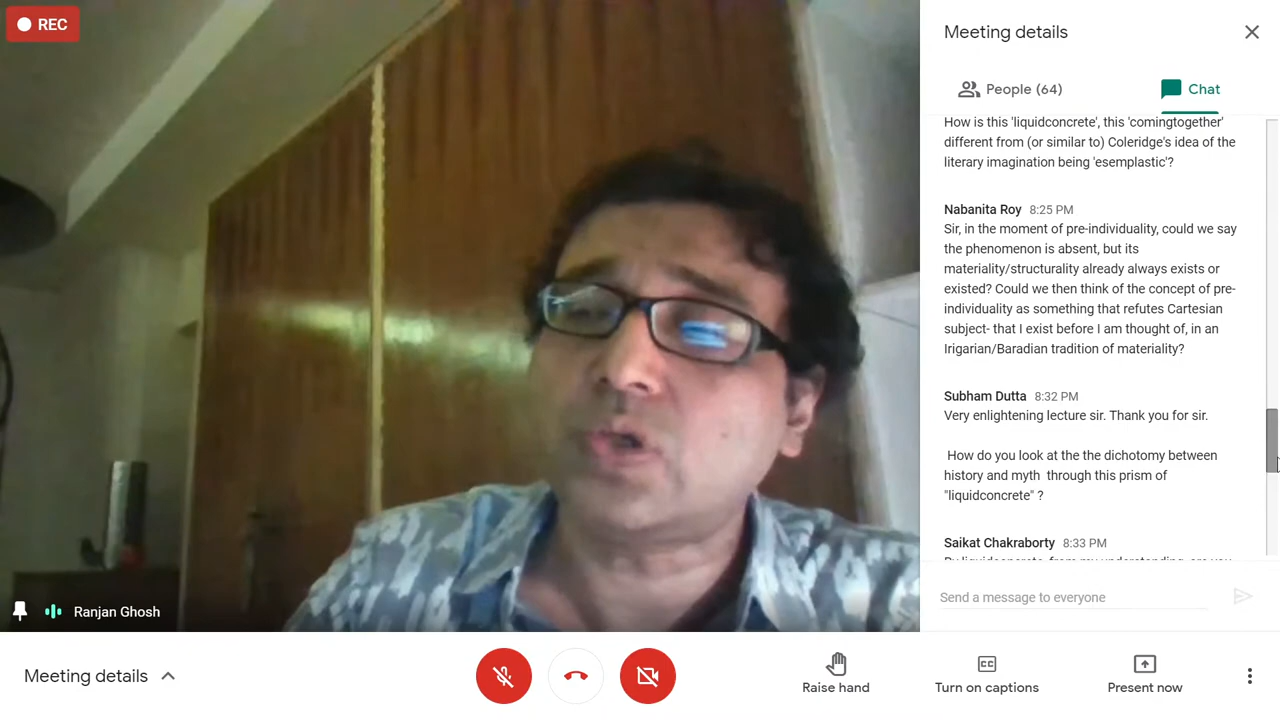 REC
Ranjan Ghosh
Meeting details
People (64)
Chat
How is this 'liquidconcrete', this 'comingtogether'
different from (or similar to) Coleridge's idea of the
literary imagination being 'esemplastic'?
Nabanita Roy 8:25 PM
Sir, in the moment of pre-individuality, could we say
the phenomenon is absent, but its
materiality/structurality already always exists or
existed? Could we then think of the concept of pre-
individuality as something that refutes Cartesian
subject- that I exist before I am thought of, in an
Irigarian/Baradian tradition of materiality?
Subham Dutta 8:32 PM
Very enlightening lecture sir. Thank you for sir.
How do you look at the the dichotomy between
history and myth through this prism of
"liquidconcrete" ?
Saikat Chakraborty 8:33 PM
Send a message to everyone
Meeting details
Raise hand
CC
Turn on captions
Present now